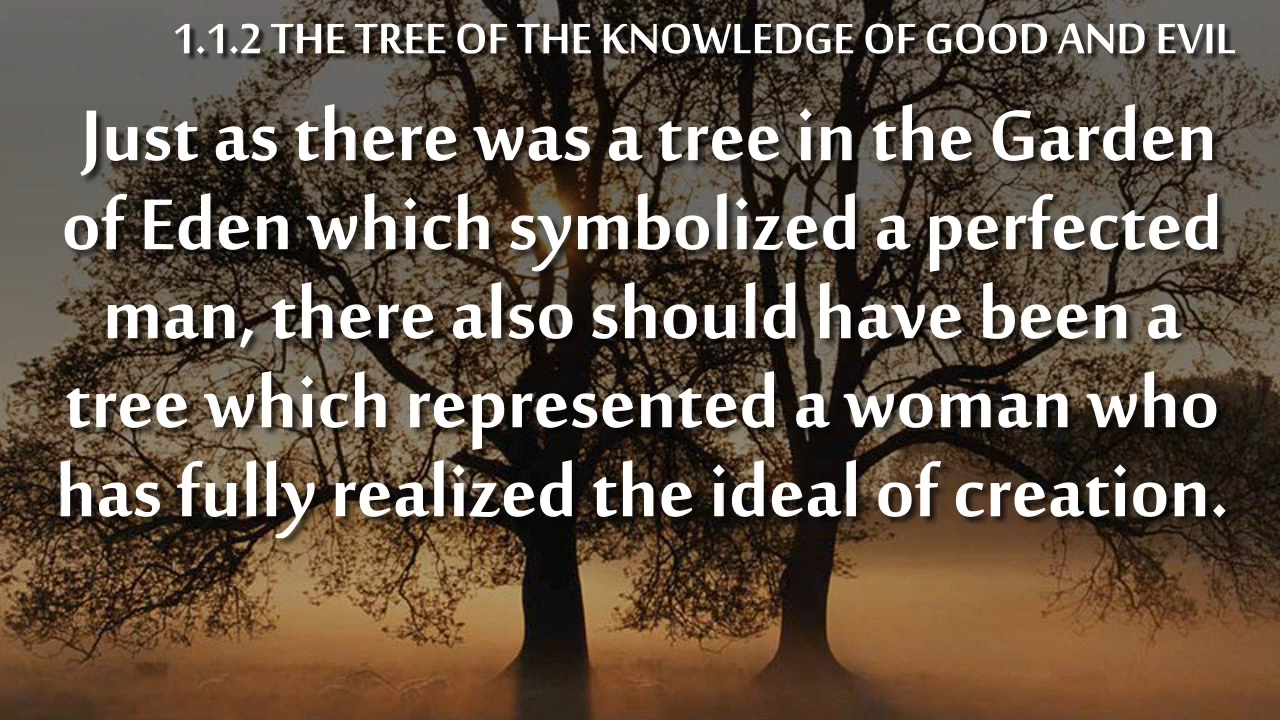 1.1.2 THE TREE OF THE KNOWLEDGE OF GOOD AND EVIL
Just as there was a tree in the Garden
of Eden which symbolized a perfected
man, there also should have been a
tree which represented a woman who
has fully realized the ideal of creation.